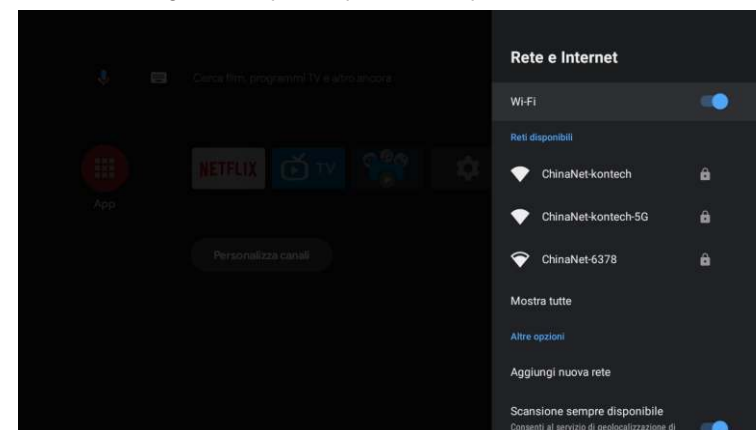 Cerca film, programmi TV e altro ancora
NETFLIX
TV
App
Personalizza canali
Rete e Internet
Wi-Fi
Reti disponibili
ChinaNet-kontech
ChinaNet-kontech-5G
ChinaNet-6378
Mostra tutte
Altre opzioni
Aggiungi nuova rete
Scansione sempre disponibile
Consenti al servizio di geolocalizzazione di